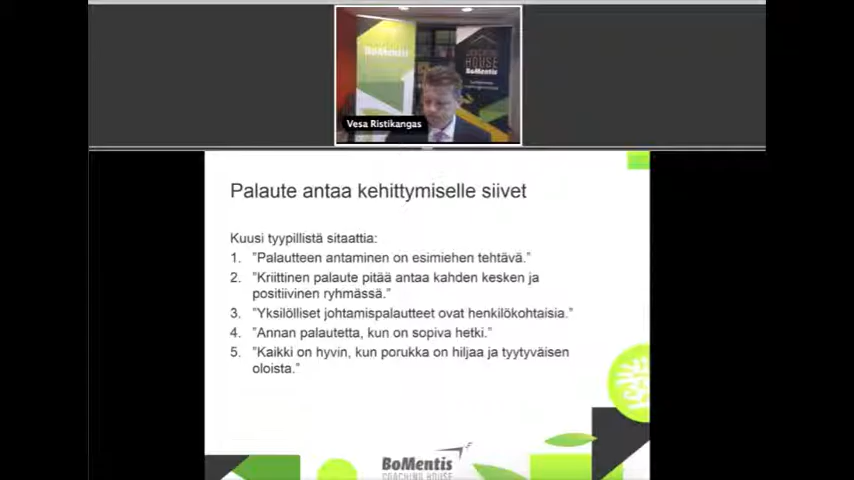 BoMentis
COACHING
HOUSE
BoMentis
Vesa Ristikangas
Palaute antaa kehittymiselle siivet
Kuusi tyypillistä sitaattia:
1. ”Palautteen antaminen on esimiehen tehtävä.”
2. ”Kriittinen palaute pitää antaa kahden kesken ja
positiivinen ryhmässä.”
3. ”Yksilölliset johtamispalautteet ovat henkilökohtaisia.”
4. ”Annan palautetta, kun on sopiva hetki.”
5. ”Kaikki on hyvin, kun porukka on hiljaa ja tyytyväisen
oloista.”
BoMentis
COACHING HOUSE